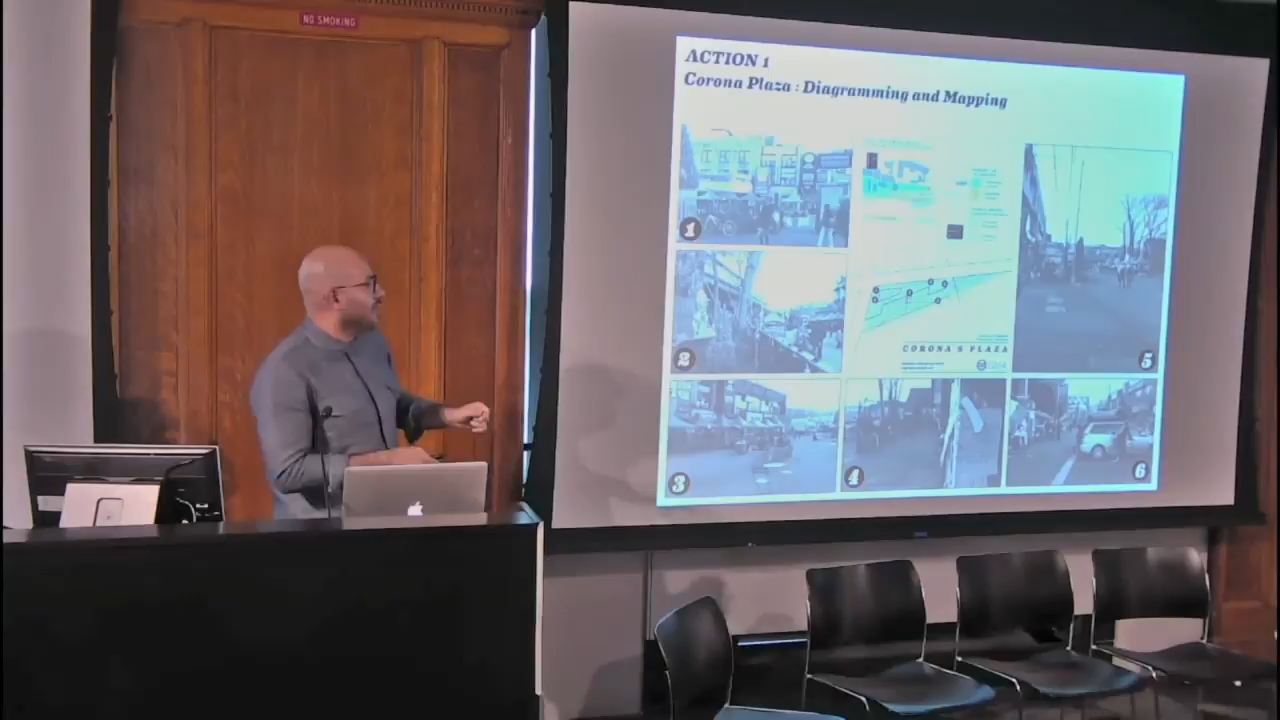 NO SMOKING
ACTION 1
Corona Plaza : Diagramming and Mapping
1
2
3
4
5
6
CORONA S PLAZA